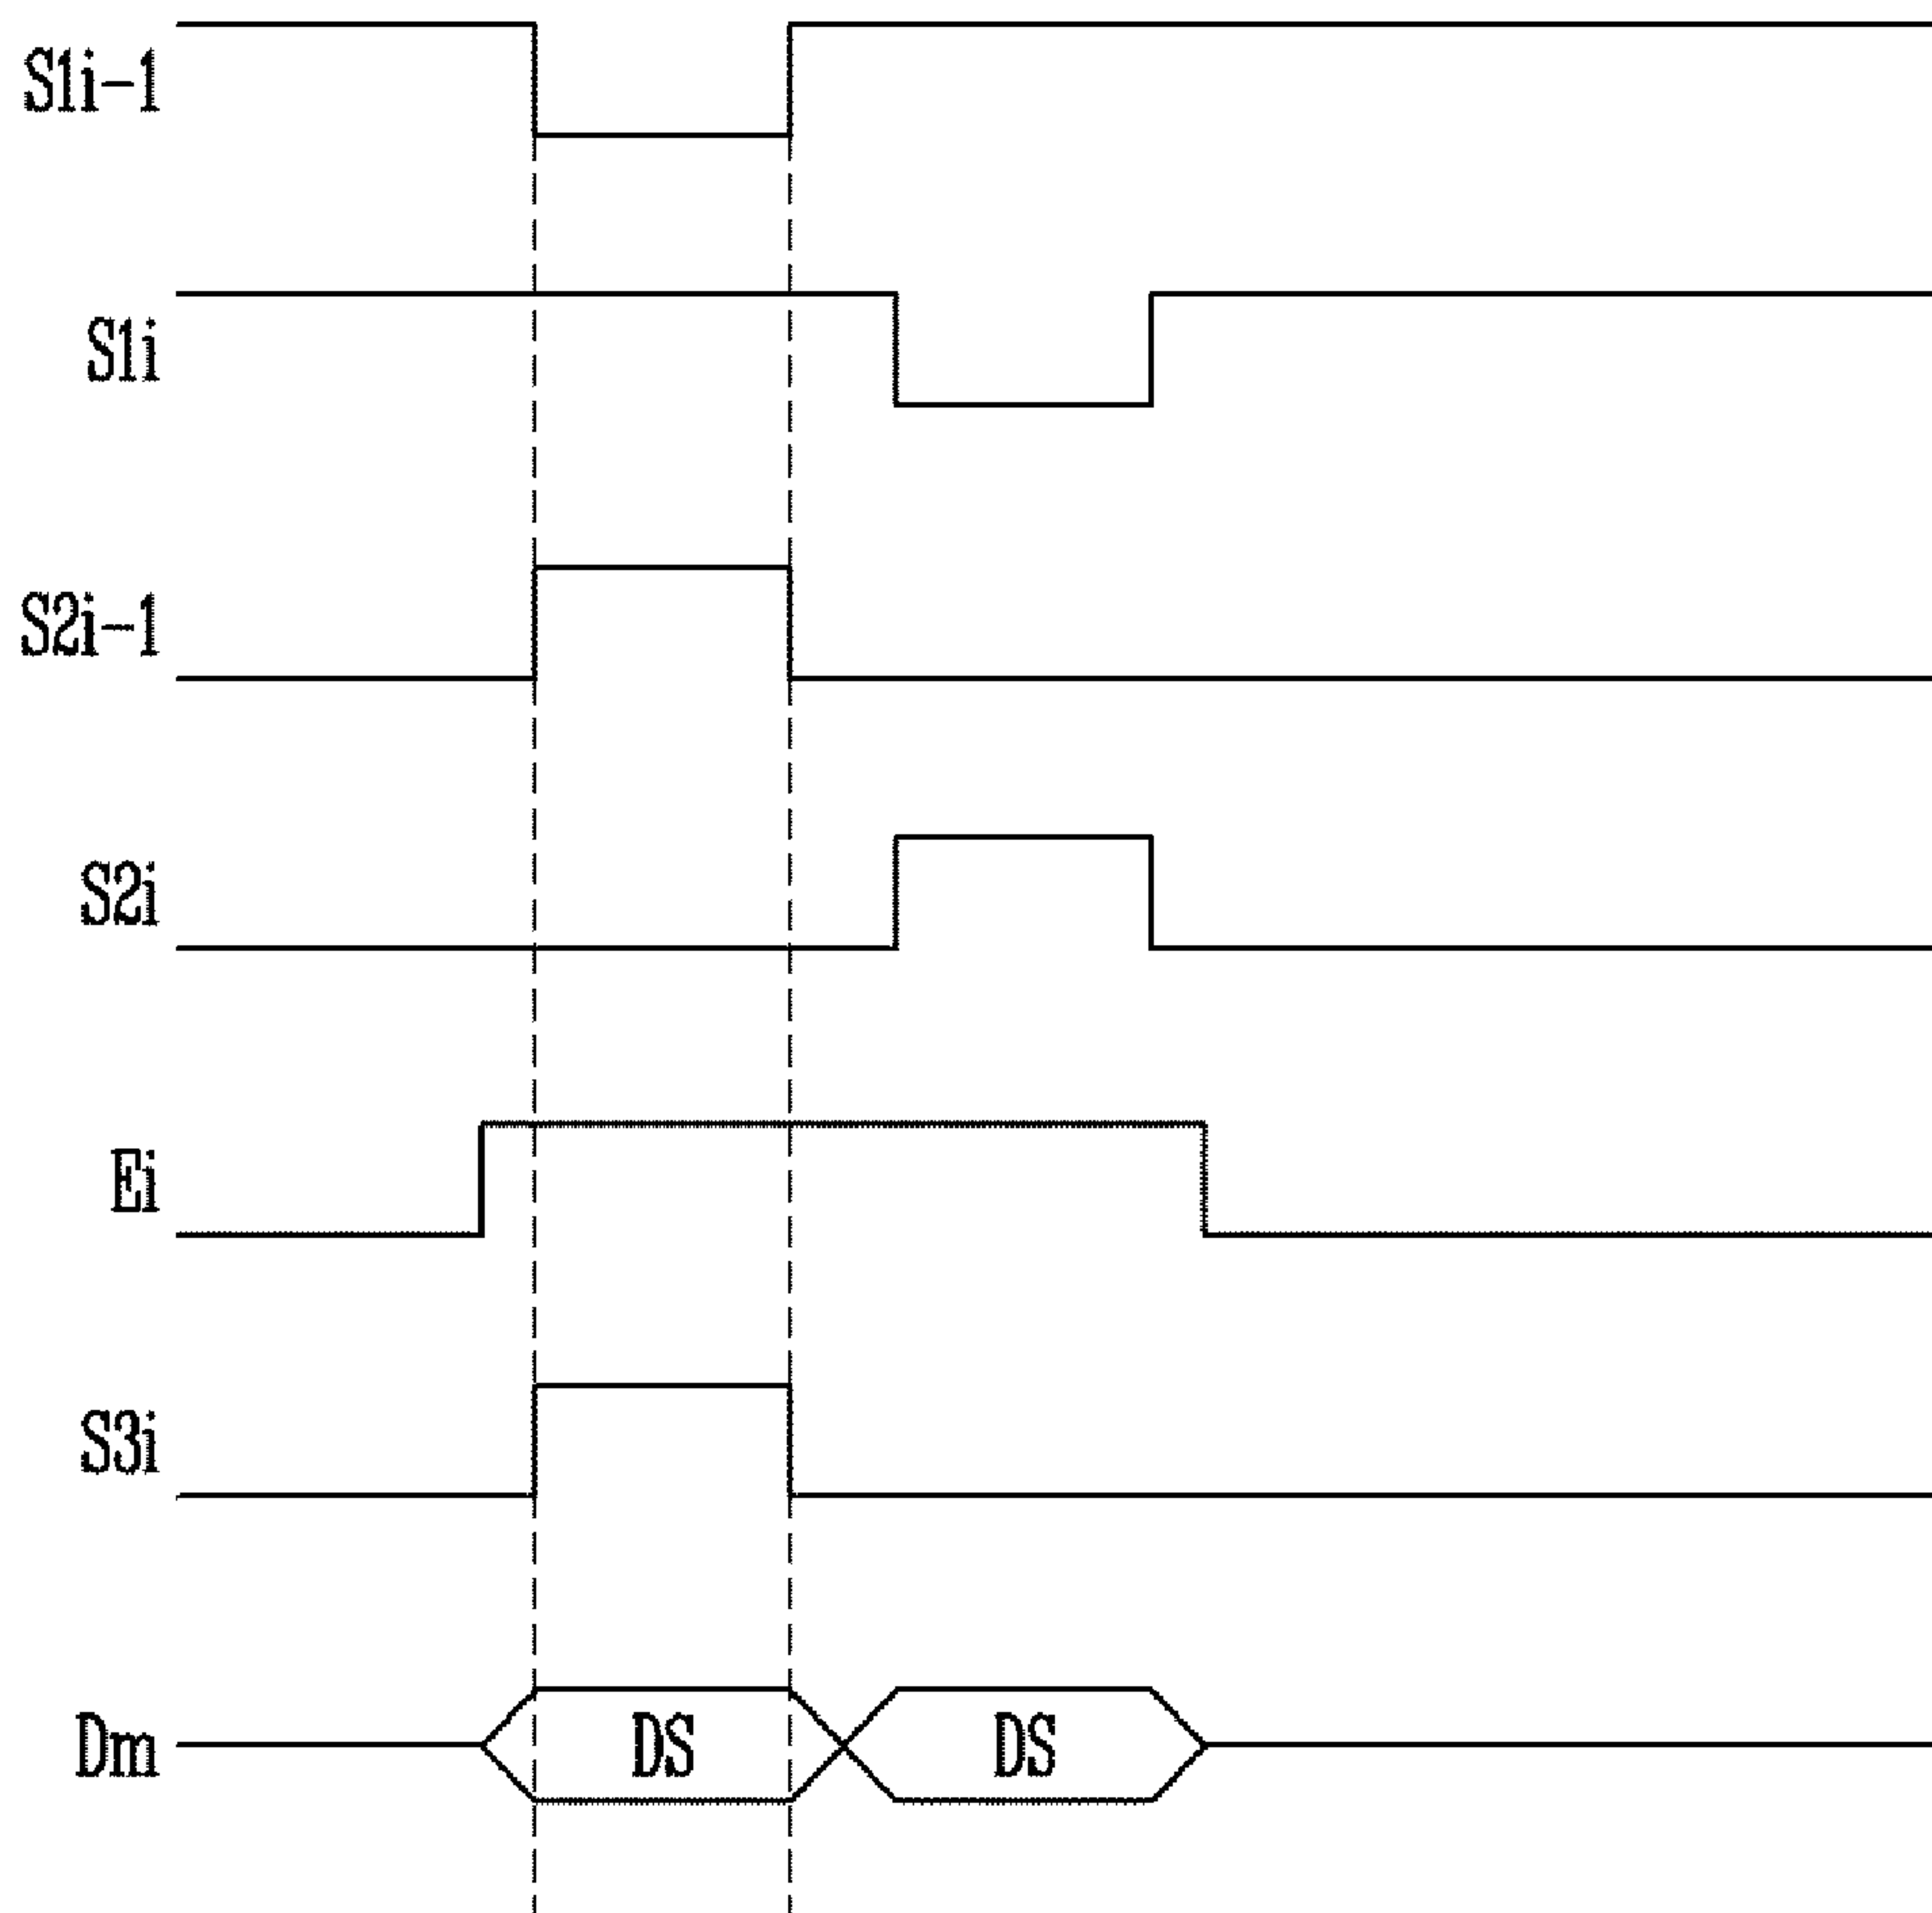 S1i-1
S1i
S2i-1
S2i
Ei
S3i
Dm DS DS